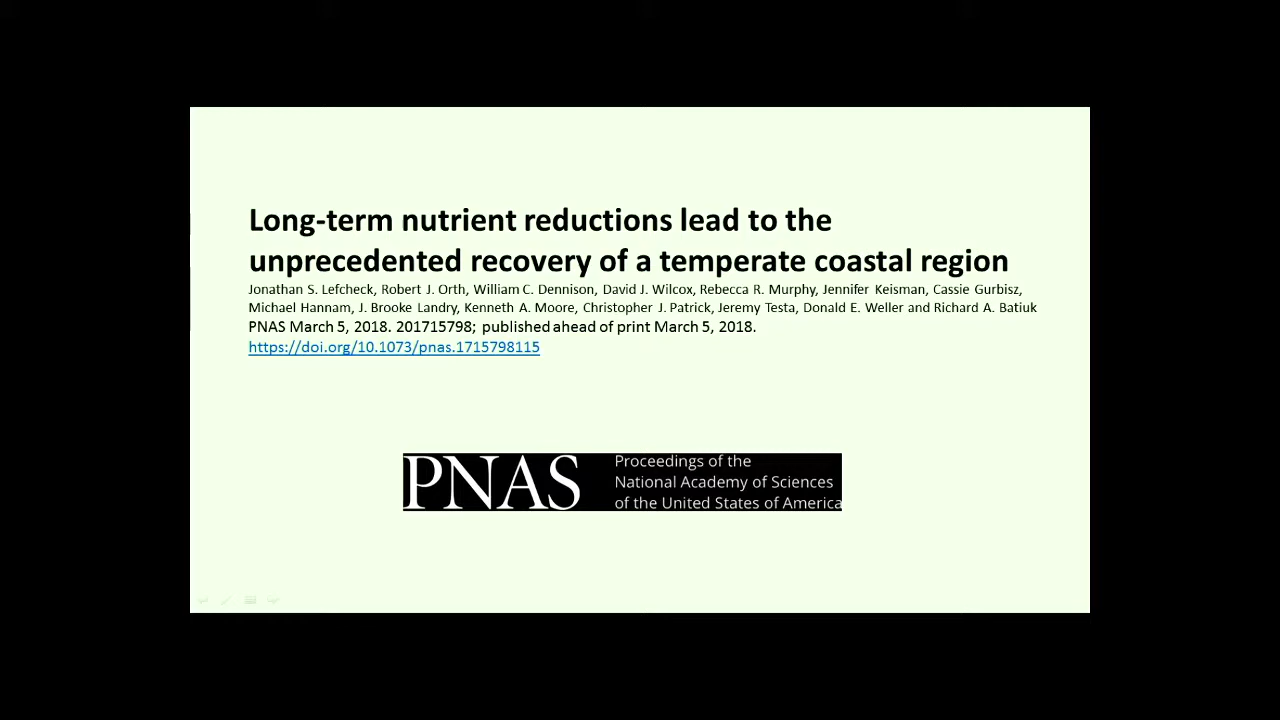 Long-term nutrient reductions lead to the
unprecedented recovery of a temperate coastal region
Jonathan S. Lefcheck, Robert J. Orth, William C. Dennison, David J. Wilcox, Rebecca R. Murphy, Jennifer Keisman, Cassie Gurbisz,
Michael Hannam, J. Brooke Landry, Kenneth A. Moore, Christopher J. Patrick, Jeremy Testa, Donald E. Weller and Richard A. Batiuk
PNAS March 5, 2018. 201715798; published ahead of print March 5, 2018.
https://doi.org/10.1073/pnas.1715798115
PNAS
Proceedings of the
National Academy of Sciences
of the United States of America